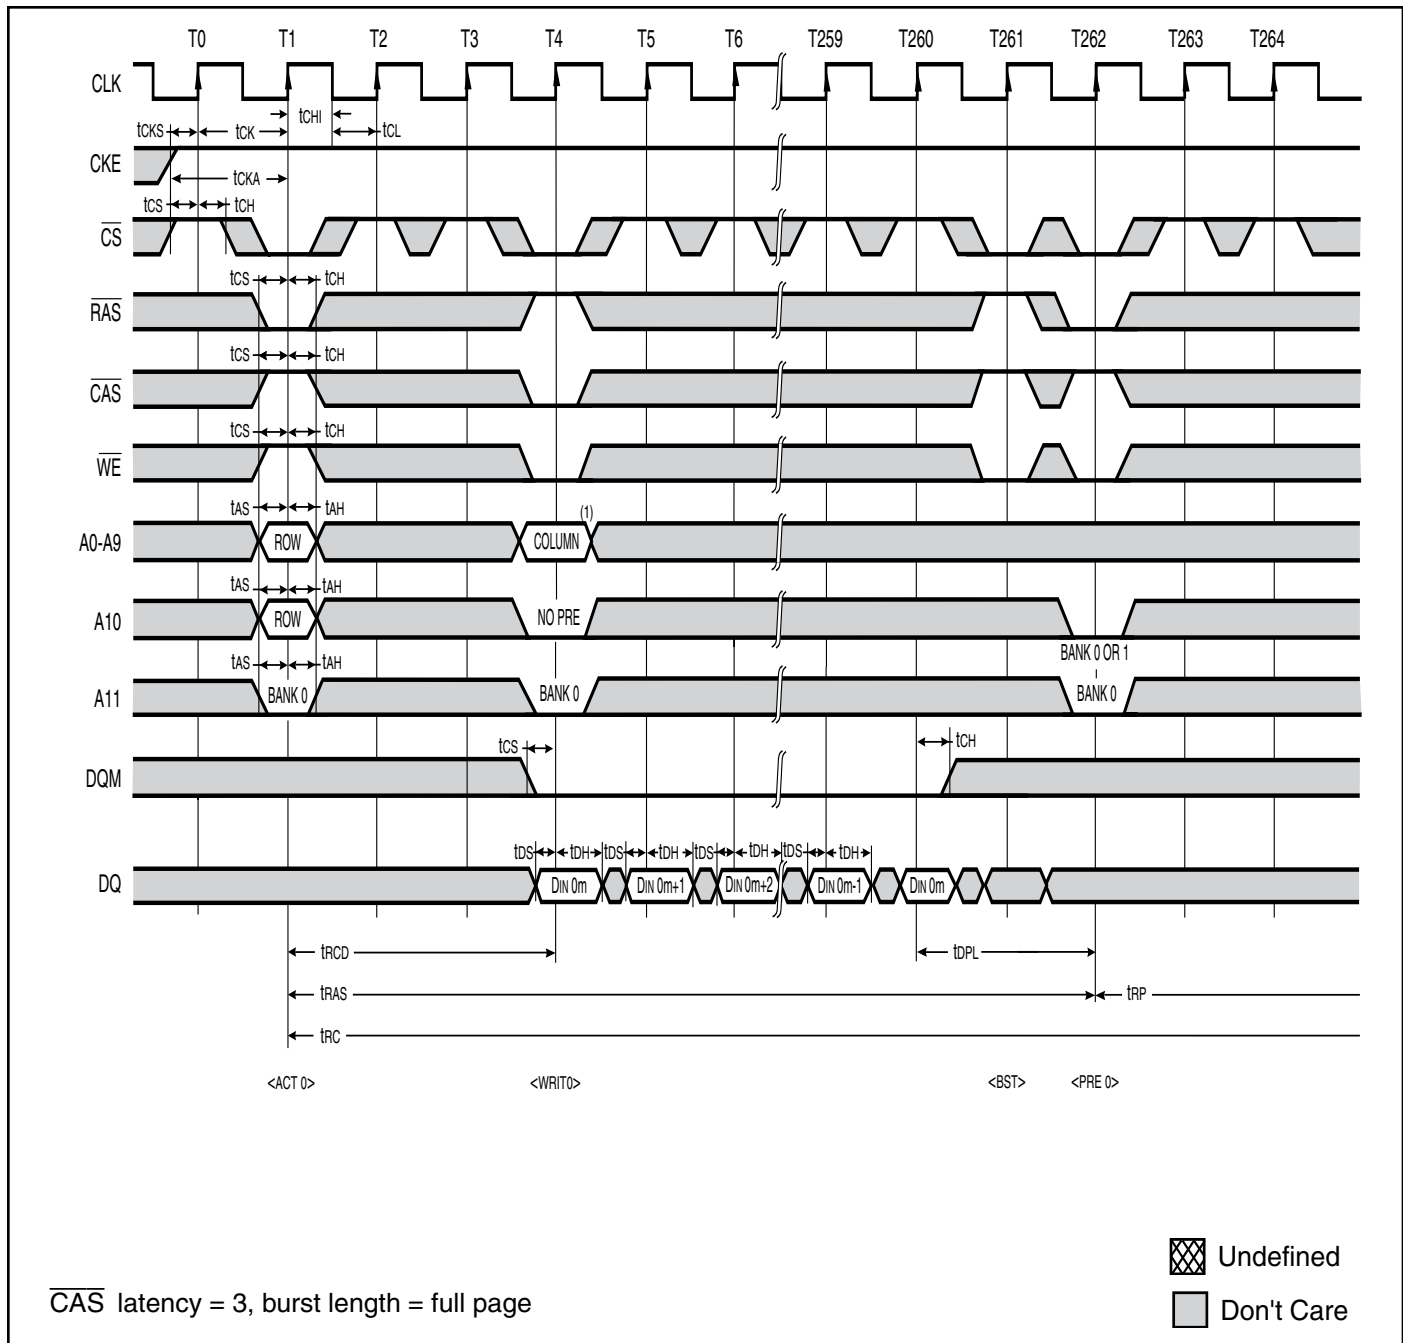 T0 T1 T2 T3 T4 T5 T6 T259 T260 T261 T262 T263 T264
CLK
tCHI
tCKS tCK tCL
CKE
tCKA
tCS tCH
CS
tCS tCH
RAS
tCS tCH
CAS
tCS tCH
WE
tAS tAH (1)
A0-A9 ROW COLUMN
tAS tAH
A10 ROW NO PRE
BANK 0 OR 1
tAS tAH
A11 BANK 0 BANK 0 BANK 0
tCS tCH
DQM
tDS tDH tDS tDH tDS tDH tDS tDH
DQ DIN 0m DIN 0m+1 DIN 0m+2 DIN 0m-1 DIN 0m
tRCD tDPL
tRAS tRP
tRC
<ACT 0> <WRIT0> <BST> <PRE 0>
Undefined
CAS latency = 3, burst length = full page
Don't Care